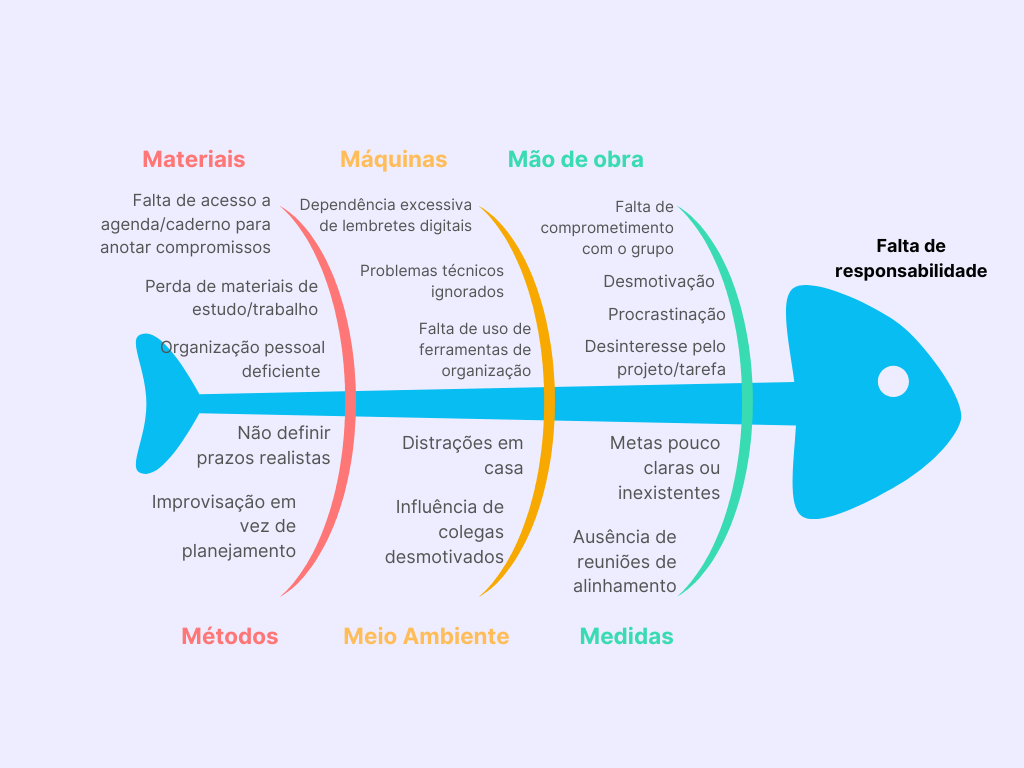 Materiais
Falta de acesso a
agenda/caderno para
anotar compromissos
Perda de materiais de
estudo/trabalho
Organização pessoal
deficiente
Máquinas
Dependência excessiva
de lembretes digitais
Problemas técnicos
ignorados
Falta de uso de
ferramentas de
organização
Mão de obra
Falta de
comprometimento
com o grupo
Desmotivação
Procrastinação
Desinteresse pelo
projeto/tarefa
Falta de
responsabilidade
Não definir
prazos realistas
Improvisação em
vez de
planejamento
Métodos
Distrações em
casa
Influência de
colegas
desmotivados
Meio Ambiente
Metas pouco
claras ou
inexistentes
Ausência de
reuniões de
alinhamento
Medidas